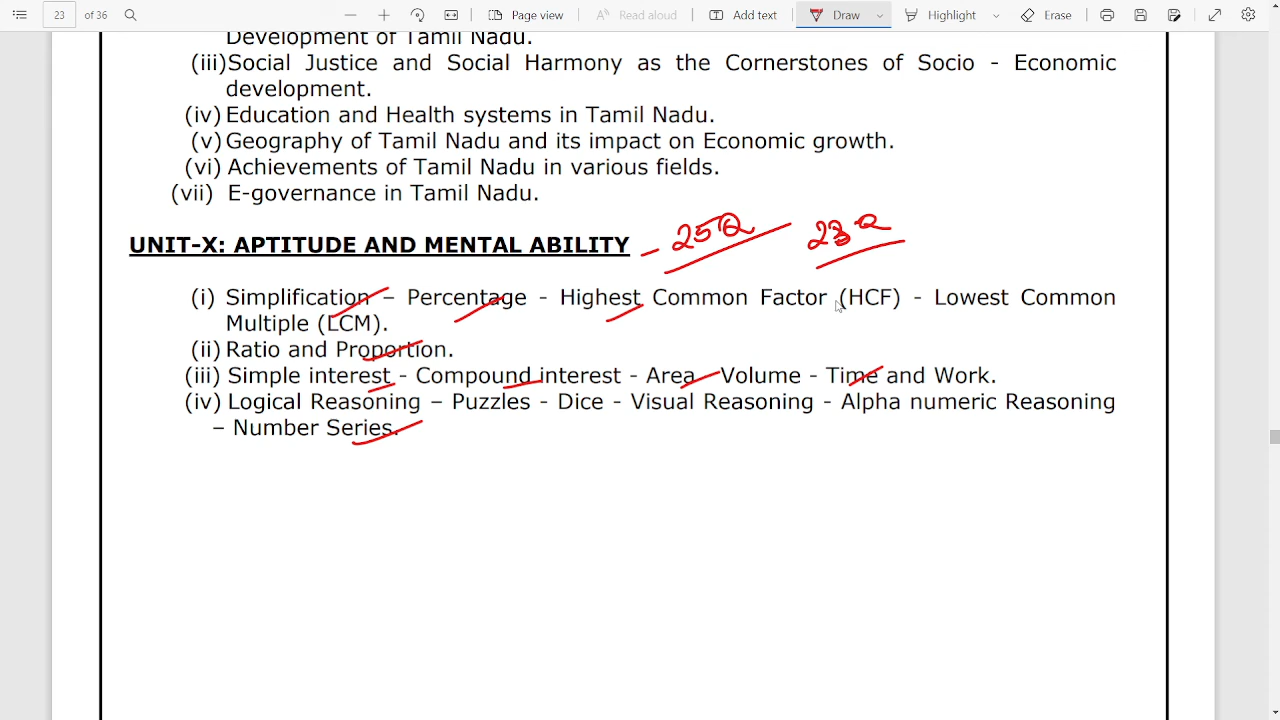 23 of 36 Page view Read aloud Add text Draw Highlight Erase
Development of Tamil Nadu.
(iii)Social Justice and Social Harmony as the Cornerstones of Socio - Economic
development.
(iv) Education and Health systems in Tamil Nadu.
(v) Geography of Tamil Nadu and its impact on Economic growth.
(vi) Achievements of Tamil Nadu in various fields.
(vii) E-governance in Tamil Nadu.
UNIT-X: APTITUDE AND MENTAL ABILITY - 25Q 23Q
(i) Simplification – Percentage - Highest Common Factor (HCF) - Lowest Common
Multiple (LCM).
(ii) Ratio and Proportion.
(iii) Simple interest - Compound interest - Area - Volume - Time and Work.
(iv) Logical Reasoning – Puzzles - Dice - Visual Reasoning - Alpha numeric Reasoning
– Number Series.